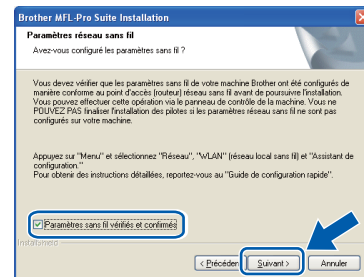 Brother MFL-Pro Suite Installation
Paramètres réseau sans fil
Avez-vous configuré les paramètres sans fil ?
Vous devez vérifier que les paramètres sans fil de votre machine Brother ont été configurés de
manière conforme au point d'accès (routeur) réseau sans fil avant de poursuivre l'installation.
Vous pouvez effectuer cette opération via le panneau de contrôle de la machine. Vous ne
POUVEZ PAS finaliser l'installation des pilotes si les paramètres réseau sans fil ne sont pas
configurés sur votre machine.
Appuyez sur "Menu" et sélectionnez "Réseau", "WLAN" (réseau local sans fil) et "Assistant de
configuration."
Pour obtenir des instructions détaillées, reportez-vous au "Guide de configuration rapide".
Paramètres sans fil vérifiés et confirmés
InstallShield
< Précéden
Suivant >
Annuler